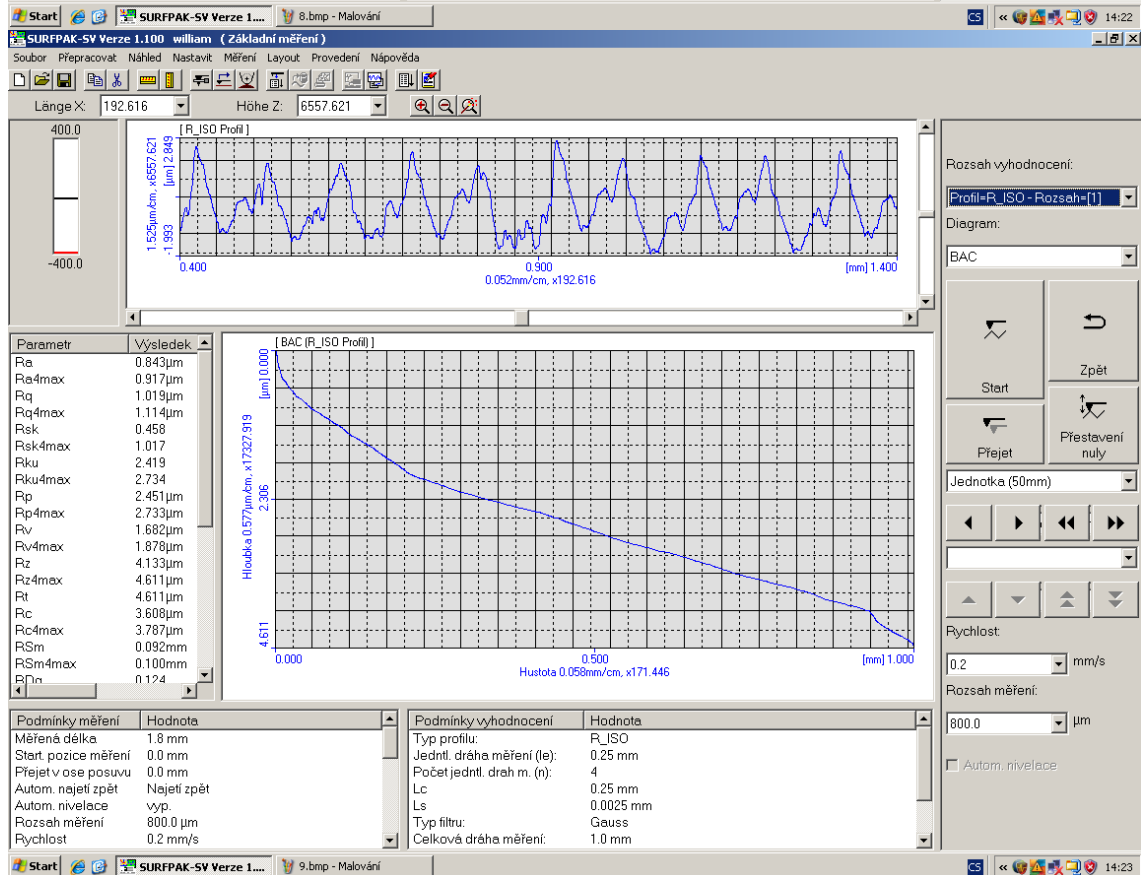 Start SURFPAK-SV Verze 1.... 8.bmp - Malování CS « 14:22
SURFPAK-SV Verze 1.100 william ( Základní měření )
Soubor Přepracovat Náhled Nastavit Měření Layout Provedení Nápověda
Länge X: 192.616 Höhe Z: 6557.621
400.0
-400.0
[ R_ISO Profil ]
1.525µm/cm, x6557.621
-1.993 [µm] 2.849
0.400 0.900 [mm] 1.400
0.052mm/cm, x192.616
Rozsah vyhodnocení:
Profil=R_ISO - Rozsah=[1]
Diagram:
BAC
Start
Zpět
Přejet
Přestavení
nuly
Jednotka (50mm)
Rychlost:
0.2 mm/s
Rozsah měření:
800.0 µm
Autom. nivelace
Parametr Výsledek
Ra 0.843µm
Ra4max 0.917µm
Rq 1.019µm
Rq4max 1.114µm
Rsk 0.458
Rsk4max 1.017
Rku 2.419
Rku4max 2.734
Rp 2.451µm
Rp4max 2.733µm
Rv 1.682µm
Rv4max 1.878µm
Rz 4.133µm
Rz4max 4.611µm
Rt 4.611µm
Rc 3.608µm
Rc4max 3.787µm
RSm 0.092mm
RSm4max 0.100mm
RDq 0.124
[ BAC (R_ISO Profil) ]
Hloubka 0.577µm/cm, x17327.919
4.611 2.306 [µm] 0.000
0.000 0.500 [mm] 1.000
Hustota 0.058mm/cm, x171.446
Podmínky měření Hodnota
Měřená délka 1.8 mm
Start. pozice měření 0.0 mm
Přejet v ose posuvu 0.0 mm
Autom. najetí zpět Najetí zpět
Autom. nivelace vyp.
Rozsah měření 800.0 µm
Rychlost 0.2 mm/s
Podmínky vyhodnocení Hodnota
Typ profilu: R_ISO
Jedntl. dráha měření (le): 0.25 mm
Počet jedntl. drah m. (n): 4
Lc 0.25 mm
Ls 0.0025 mm
Typ filtru: Gauss
Celková dráha měření: 1.0 mm
Start SURFPAK-SV Verze 1.... 9.bmp - Malování CS « 14:23